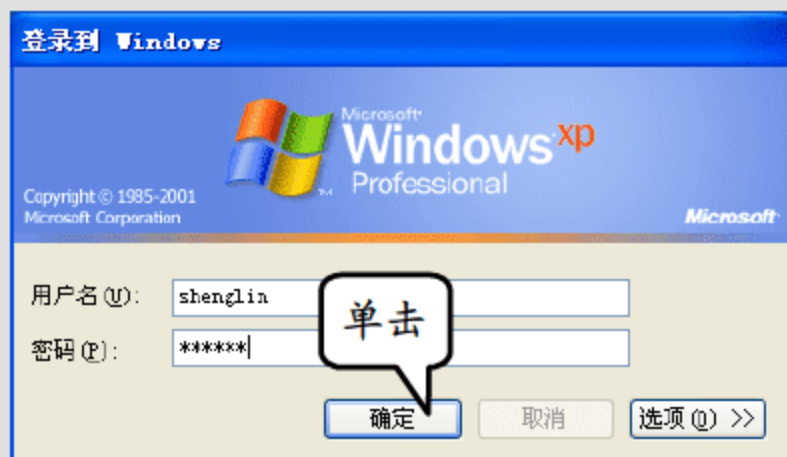 登录到 Windows
Microsoft
Windows xp
Professional
Copyright © 1985-2001
Microsoft Corporation
Microsoft
用户名(U): shenglin
密码(P): ******
单击
确定 取消 选项(O) >>